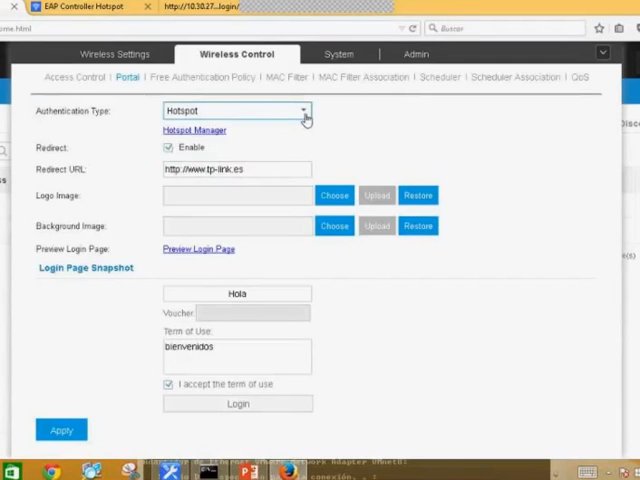 EAP Controller Hotspot
http://10.30.27...login/
ome.html
Buscar
Wireless Settings
Wireless Control
System
Admin
Access Control
Portal
Free Authentication Policy
MAC Filter
MAC Filter Association
Scheduler
Scheduler Association
QoS
Authentication Type:
Hotspot
Hotspot Manager
Redirect:
Enable
Redirect URL:
http://www.tp-link.es
Logo Image:
Choose
Upload
Restore
Background Image:
Choose
Upload
Restore
Preview Login Page:
Preview Login Page
Login Page Snapshot
Hola
Voucher:
Term of Use:
bienvenidos
I accept the term of use
Login
Apply